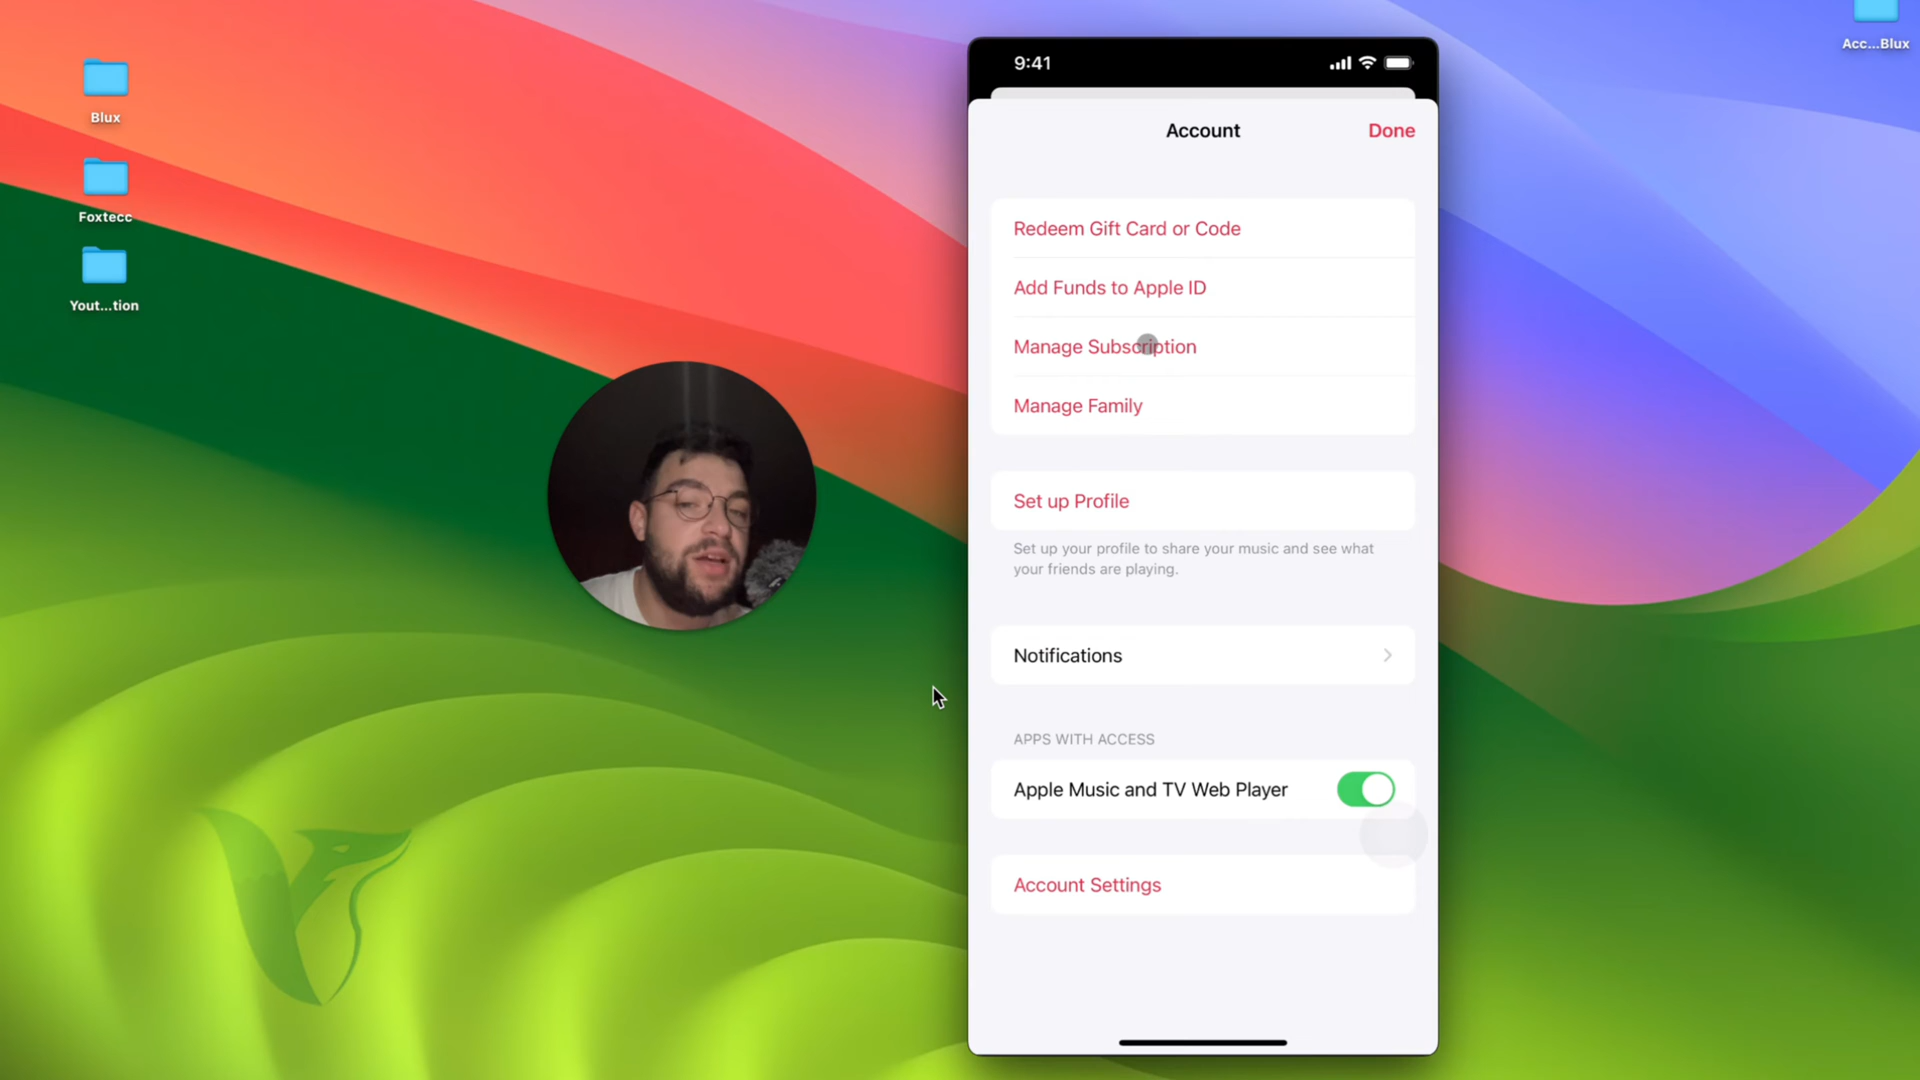 Blux
Foxtecc
Yout...tion
Acc...Blux
9:41
Account
Done
Redeem Gift Card or Code
Add Funds to Apple ID
Manage Subscription
Manage Family
Set up Profile
Set up your profile to share your music and see what
your friends are playing.
Notifications
APPS WITH ACCESS
Apple Music and TV Web Player
Account Settings